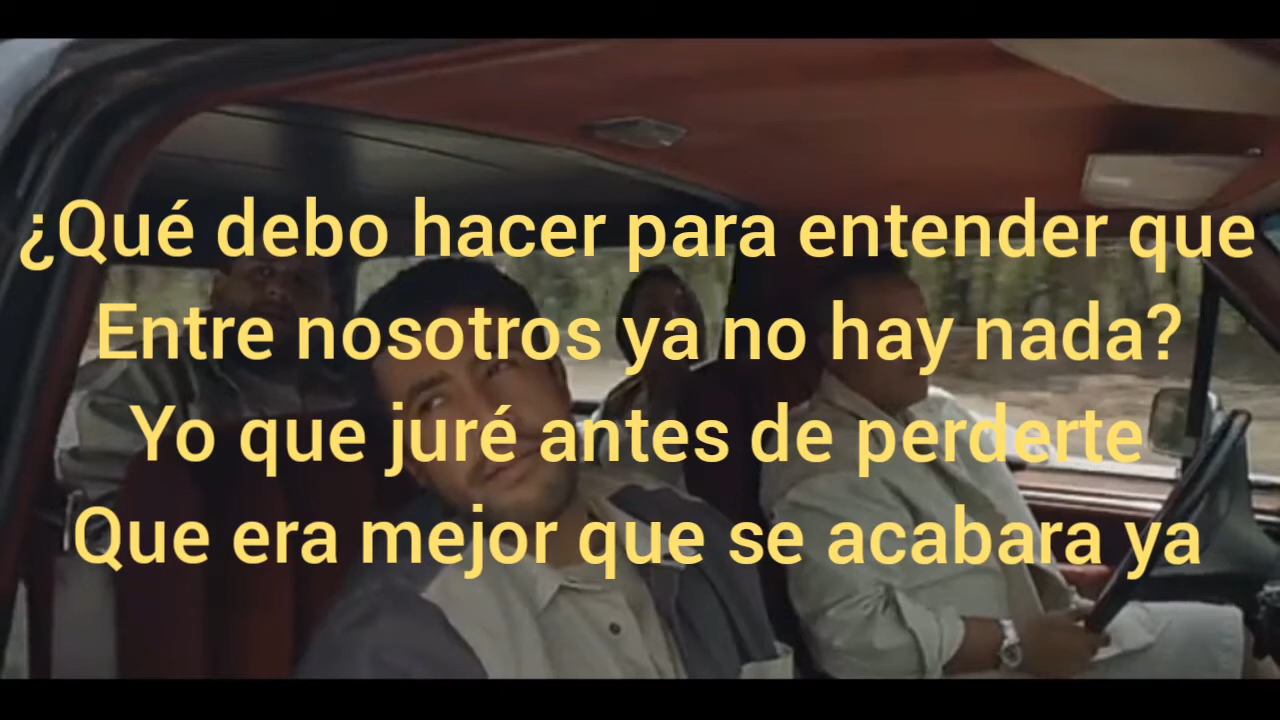 ¿Qué debo hacer para entender que
Entre nosotros ya no hay nada?
Yo que juré antes de perderte
Que era mejor que se acabara ya